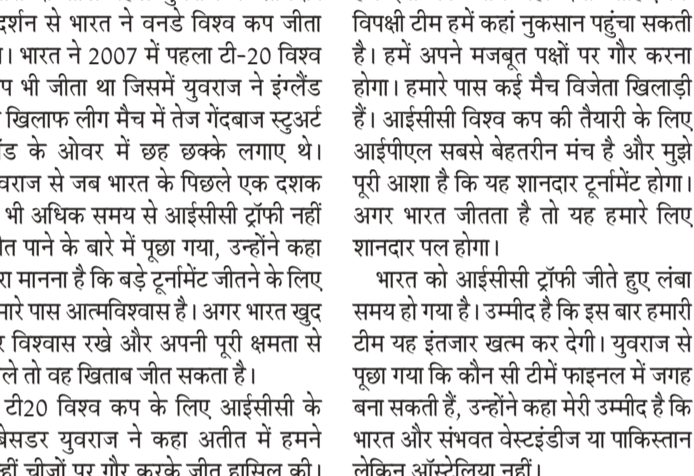 दर्शन से भारत ने वनडे विश्व कप जीता
। भारत ने 2007 में पहला टी-20 विश्व
प भी जीता था जिसमें युवराज ने इंग्लैंड
खिलाफ लीग मैच में तेज गेंदबाज स्टुअर्ट
ंड के ओवर में छह छक्के लगाए थे।
वराज से जब भारत के पिछले एक दशक
भी अधिक समय से आईसीसी ट्रॉफी नहीं
त पाने के बारे में पूछा गया, उन्होंने कहा
रा मानना है कि बड़े टूर्नामेंट जीतने के लिए
मारे पास आत्मविश्वास है। अगर भारत खुद
र विश्वास रखे और अपनी पूरी क्षमता से
ले तो वह खिताब जीत सकता है।
टी20 विश्व कप के लिए आईसीसी के
बेसडर युवराज ने कहा अतीत में हमने
हीं चीजों पर गौर करके जीत हासिल की।
विपक्षी टीम हमें कहां नुकसान पहुंचा सकती
है। हमें अपने मजबूत पक्षों पर गौर करना
होगा। हमारे पास कई मैच विजेता खिलाड़ी
हैं। आईसीसी विश्व कप की तैयारी के लिए
आईपीएल सबसे बेहतरीन मंच है और मुझे
पूरी आशा है कि यह शानदार टूर्नामेंट होगा।
अगर भारत जीतता है तो यह हमारे लिए
शानदार पल होगा।
भारत को आईसीसी ट्रॉफी जीते हुए लंबा
समय हो गया है। उम्मीद है कि इस बार हमारी
टीम यह इंतजार खत्म कर देगी। युवराज से
पूछा गया कि कौन सी टीमें फाइनल में जगह
बना सकती हैं, उन्होंने कहा मेरी उम्मीद है कि
भारत और संभवत वेस्टइंडीज या पाकिस्तान
लेकिन ऑस्ट्रेलिया नहीं।